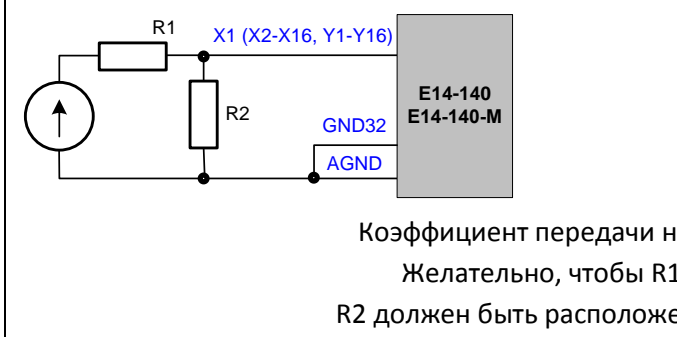 R1
X1 (X2-X16, Y1-Y16)
R2
E14-140
E14-140-M
GND32
AGND
Коэффициент передачи н
Желательно, чтобы R1
R2 должен быть расположе